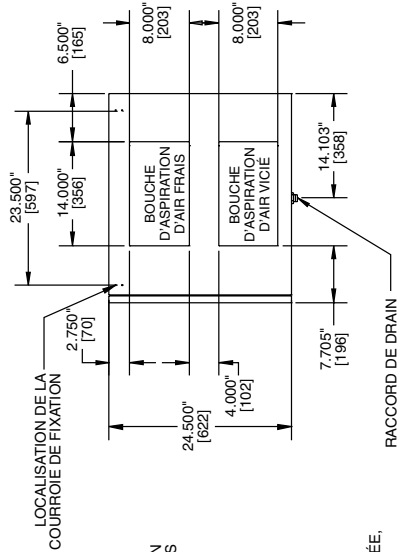 LOCALISATION DE LA
COURROIE DE FIXATION
23.500"
[597]
14.000"
[356]
6.500"
[165]
2.750"
[70]
8.000"
[203]
BOUCHE
D'ASPIRATION
D'AIR FRAIS
24.500"
[622]
4.000"
[102]
BOUCHE
D'ASPIRATION
D'AIR VICIÉ
8.000"
[203]
7.705"
[196]
14.103"
[358]
RACCORD DE DRAIN
N
S
ÉE,